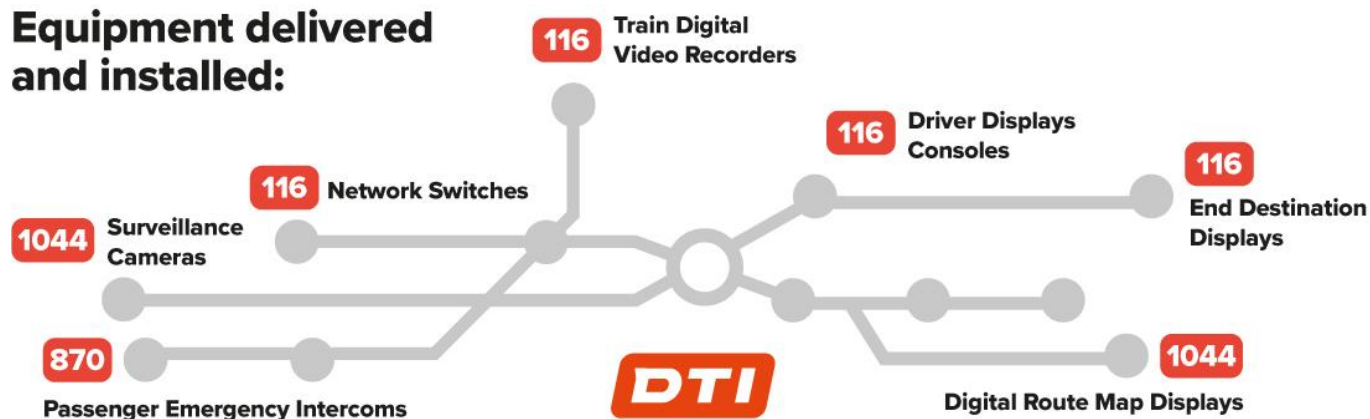 Equipment delivered
and installed:
116
Train Digital
Video Recorders
116
Driver Displays
Consoles
116
End Destination
Displays
116
Network Switches
1044
Surveillance
Cameras
870
Passenger Emergency Intercoms
DTI
1044
Digital Route Map Displays